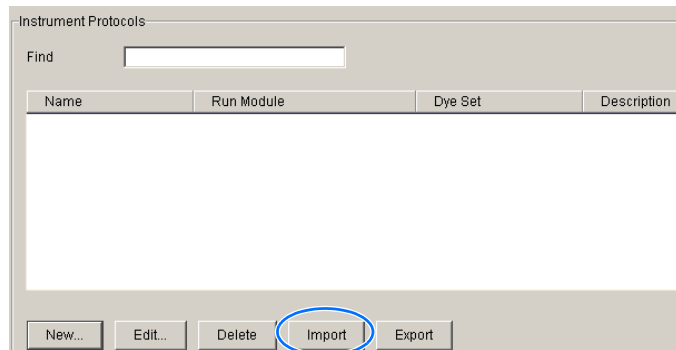 Instrument Protocols
Find
Name Run Module Dye Set Description
New... Edit... Delete Import Export